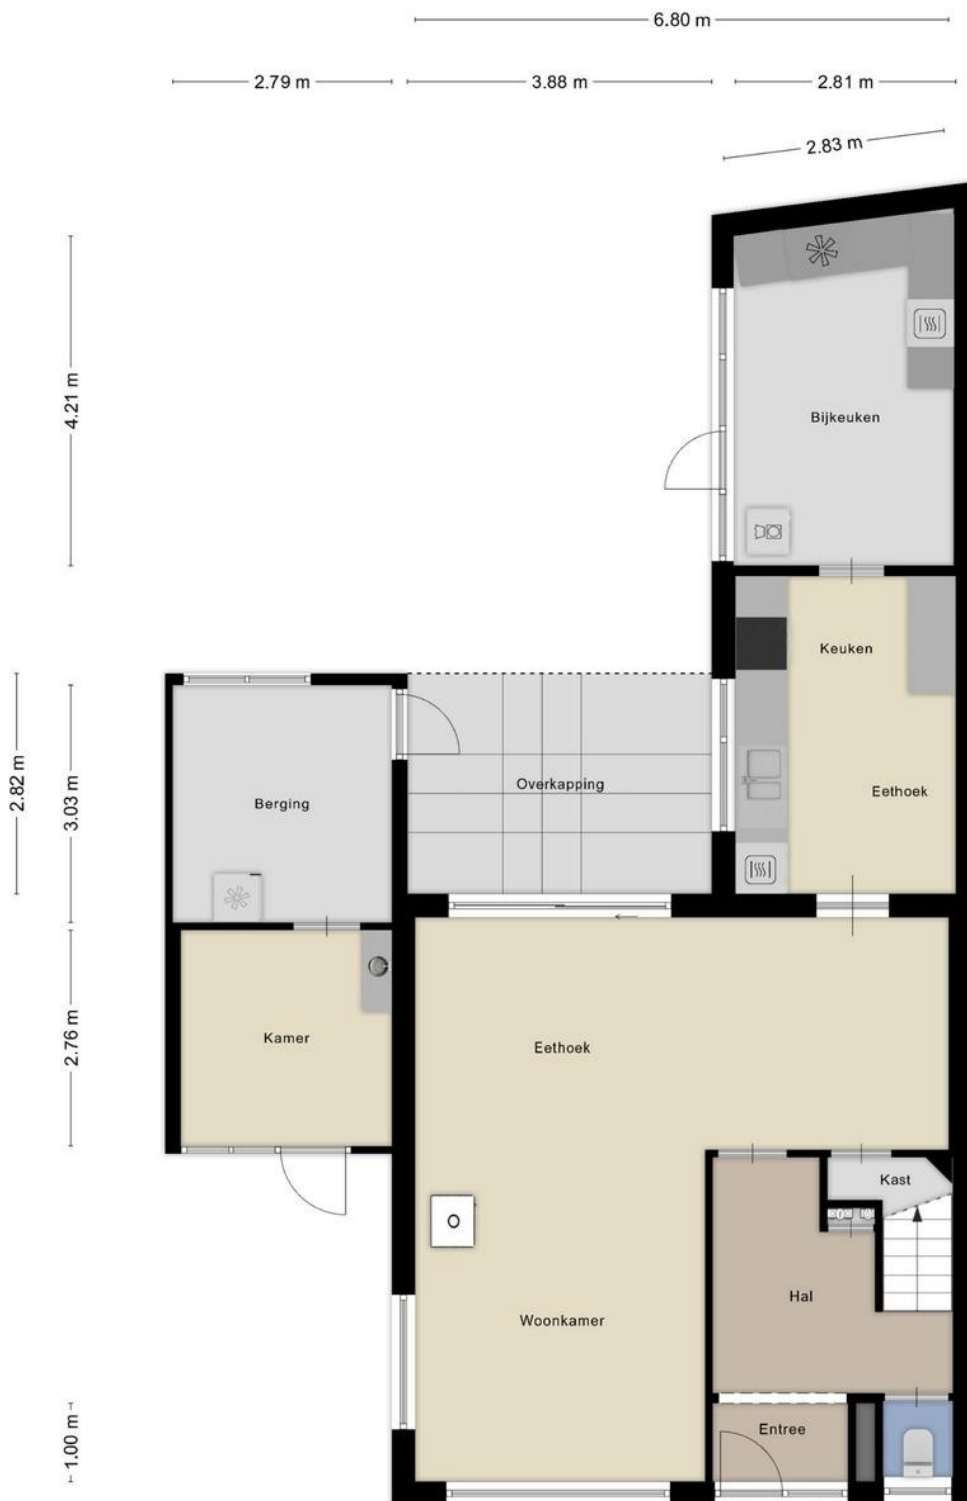 6.80 m
2.79 m
3.88 m
2.81 m
2.83 m
4.21 m
Bijkeuken
Keuken
2.82 m
3.03 m
Berging
Overkapping
Eethoek
2.76 m
Kamer
Eethoek
Kast
Hal
Woonkamer
1.00 m
Entree